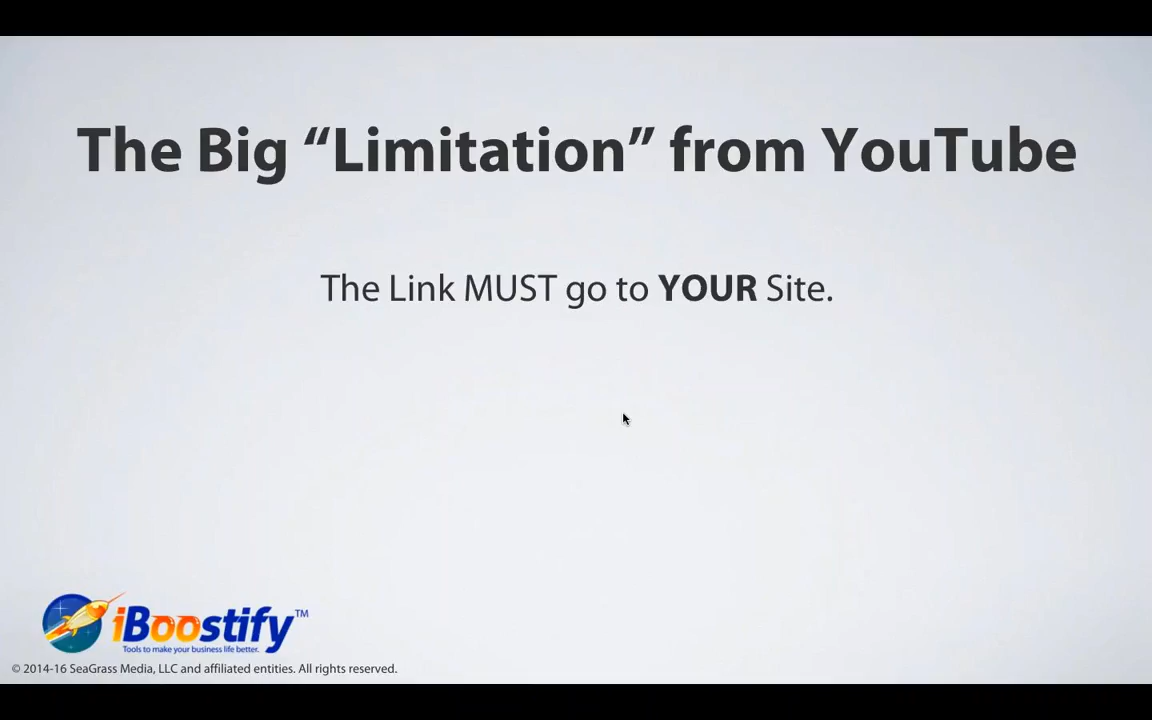 The Big “Limitation” from YouTube
The Link MUST go to YOUR Site.
iBoostify™
Tools to make your business life better.
© 2014-16 SeaGrass Media, LLC and affiliated entities. All rights reserved.